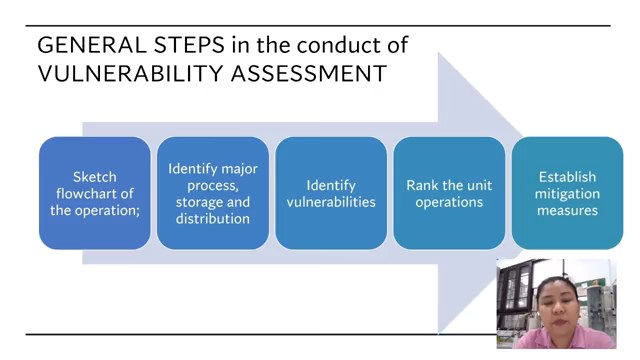 GENERAL STEPS in the conduct of
VULNERABILITY ASSESSMENT
Sketch
flowchart of
the operation;
Identify major
process,
storage and
distribution
Identify
vulnerabilities
Rank the unit
operations
Establish
mitigation
measures